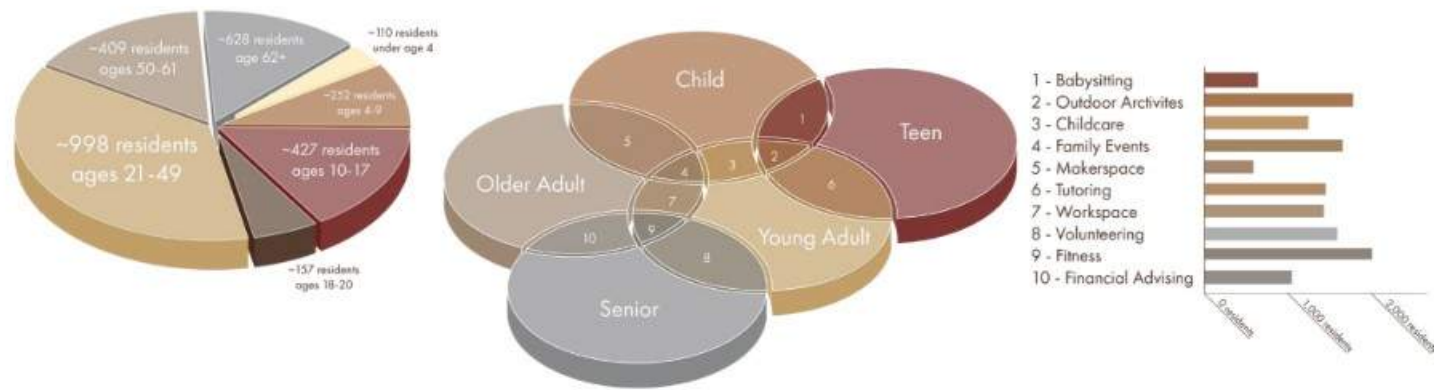 ~409 residents
ages 50-61
~628 residents
age 62+
~110 residents
under age 4
~252 residents
ages 4-9
~998 residents
ages 21-49
~427 residents
ages 10-17
~157 residents
ages 18-20
Child
Teen
Older Adult
Young Adult
Senior
1
2
3
4
5
6
7
8
9
10
1 - Babysitting
2 - Outdoor Arctivites
3 - Childcare
4 - Family Events
5 - Makerspace
6 - Tutoring
7 - Workspace
8 - Volunteering
9 - Fitness
10 - Financial Advising
0 residents
1,000 residents
2,000 residents